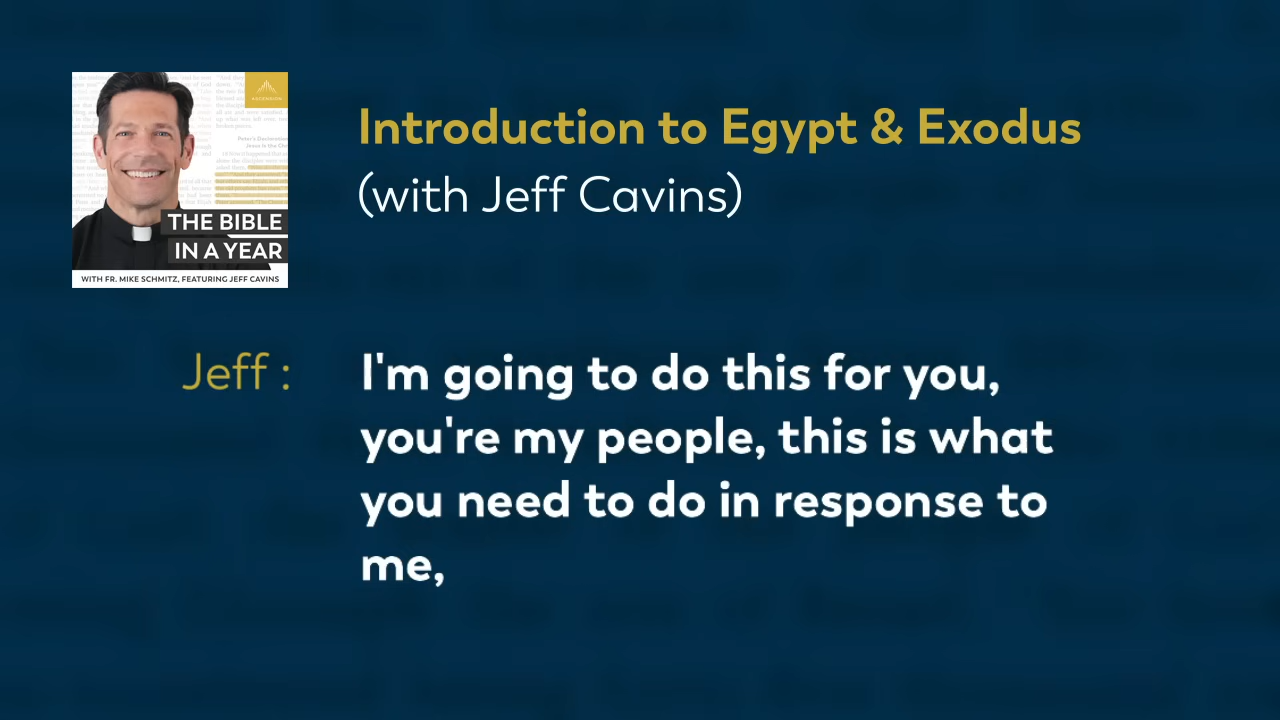 Introduction to Egypt & Exodus
(with Jeff Cavins)
ASCENSION
THE BIBLE
IN A YEAR
WITH FR. MIKE SCHMITZ, FEATURING JEFF CAVINS
Jeff :
I'm going to do this for you,
you're my people, this is what
you need to do in response to
me,